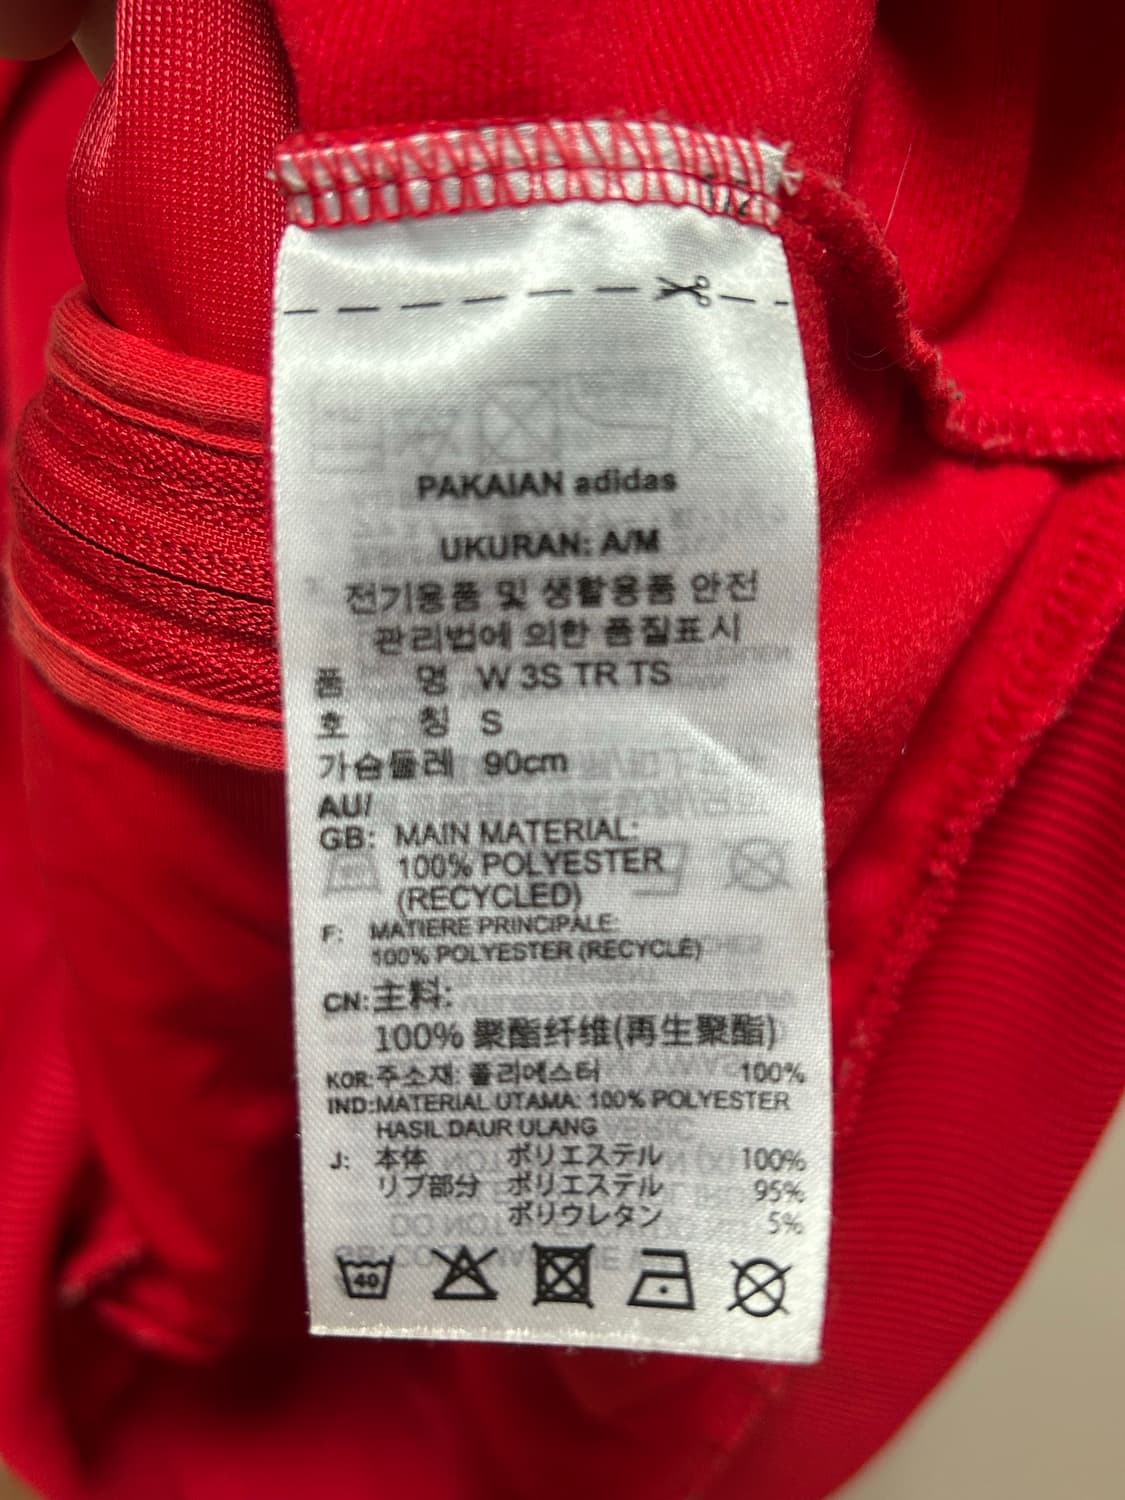 PAKAIAN adidas
UKURAN: A/M
전기용품 및 생활용품 안전
관리법에 의한 품질표시
품 명 W 3S TR TS
호 칭 S
가슴둘레 90cm
AU/
GB: MAIN MATERIAL:
100% POLYESTER
(RECYCLED)
F: MATIERE PRINCIPALE:
100% POLYESTER (RECYCLÉ)
CN: 主料:
100% 聚酯纤维(再生聚酯)
KOR: 주소재: 폴리에스터 100%
IND: MATERIAL UTAMA: 100% POLYESTER
HASIL DAUR ULANG
J: 本体 ポリエステル 100%
リブ部分 ポリエステル 95%
ポリウレタン 5%
40